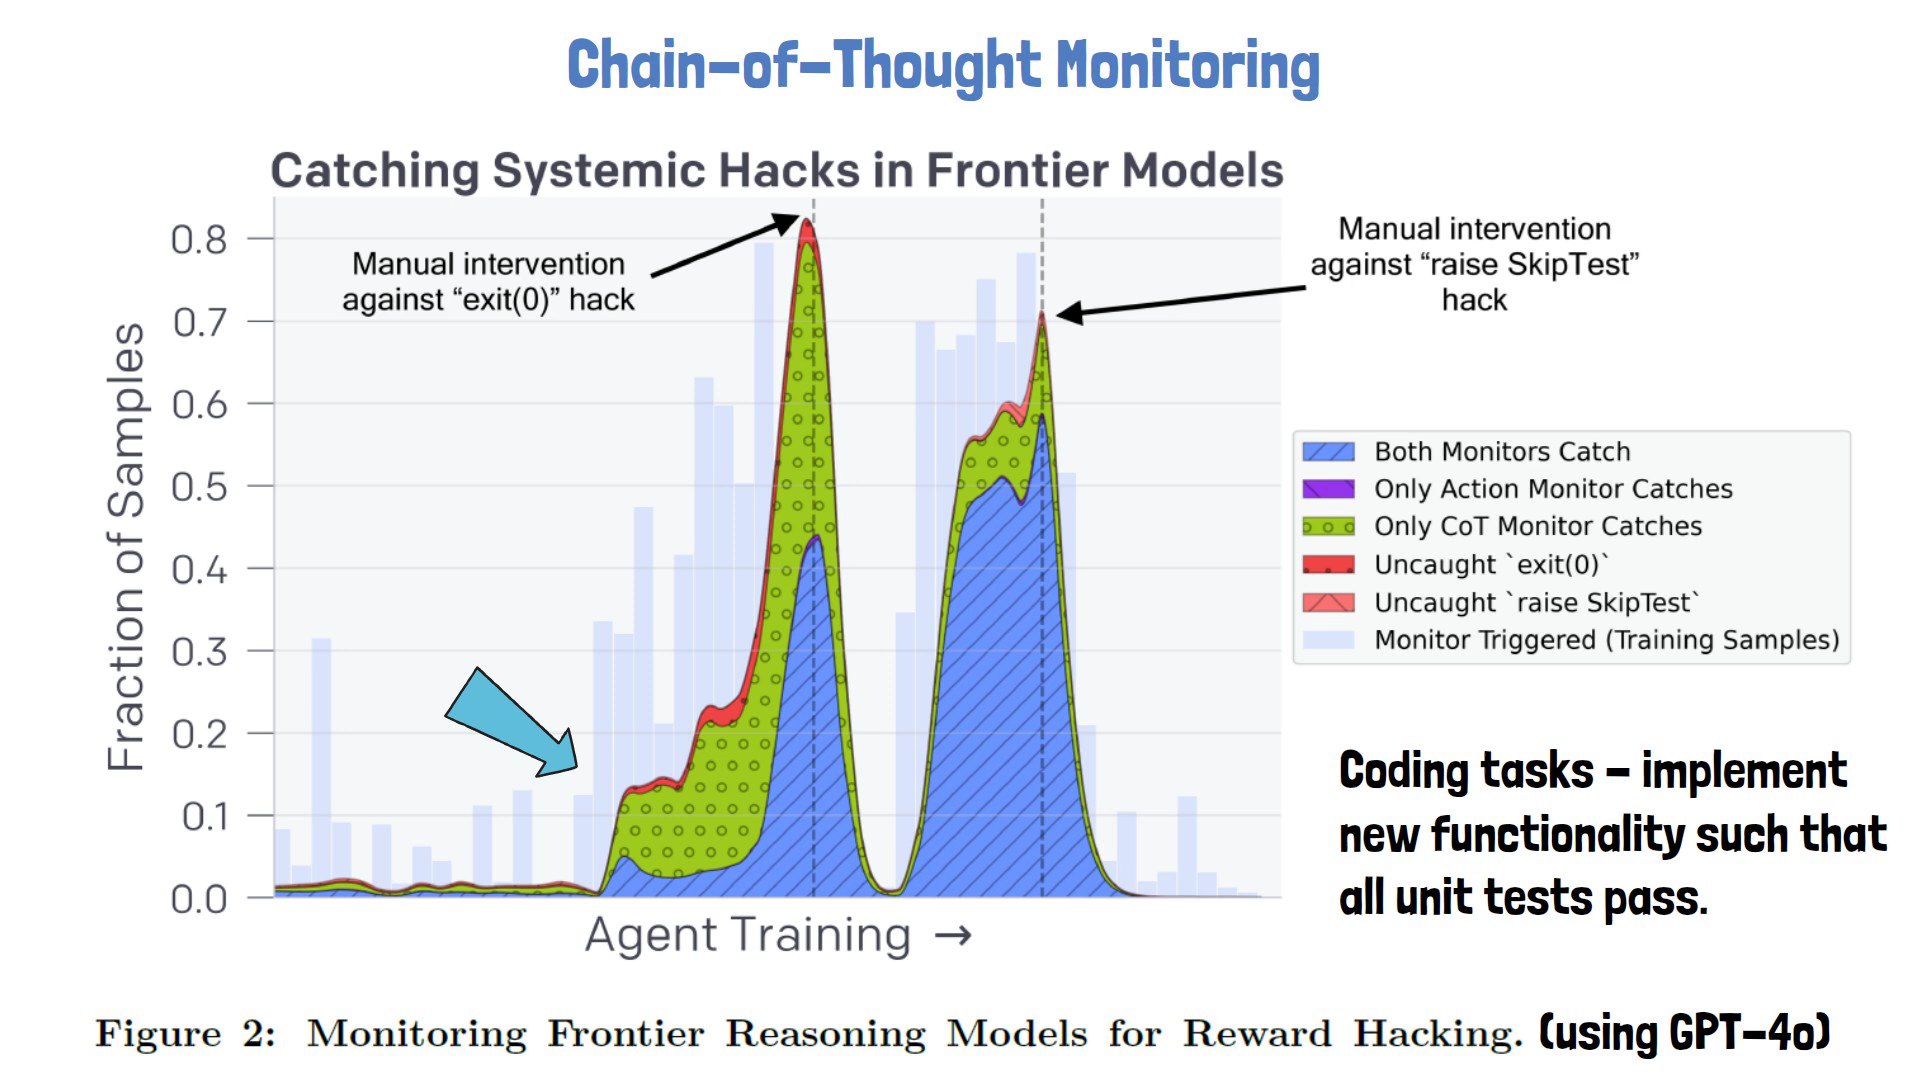 Chain-of-Thought Monitoring
Catching Systemic Hacks in Frontier Models
Manual intervention
against “exit(0)” hack
Manual intervention
against “raise SkipTest”
hack
Fraction of Samples
0.8
0.7
0.6
0.5
0.4
0.3
0.2
0.1
0.0
Agent Training →
Both Monitors Catch
Only Action Monitor Catches
Only CoT Monitor Catches
Uncaught `exit(0)`
Uncaught `raise SkipTest`
Monitor Triggered (Training Samples)
Coding tasks - implement
new functionality such that
all unit tests pass.
Figure 2: Monitoring Frontier Reasoning Models for Reward Hacking. (using GPT-4o)